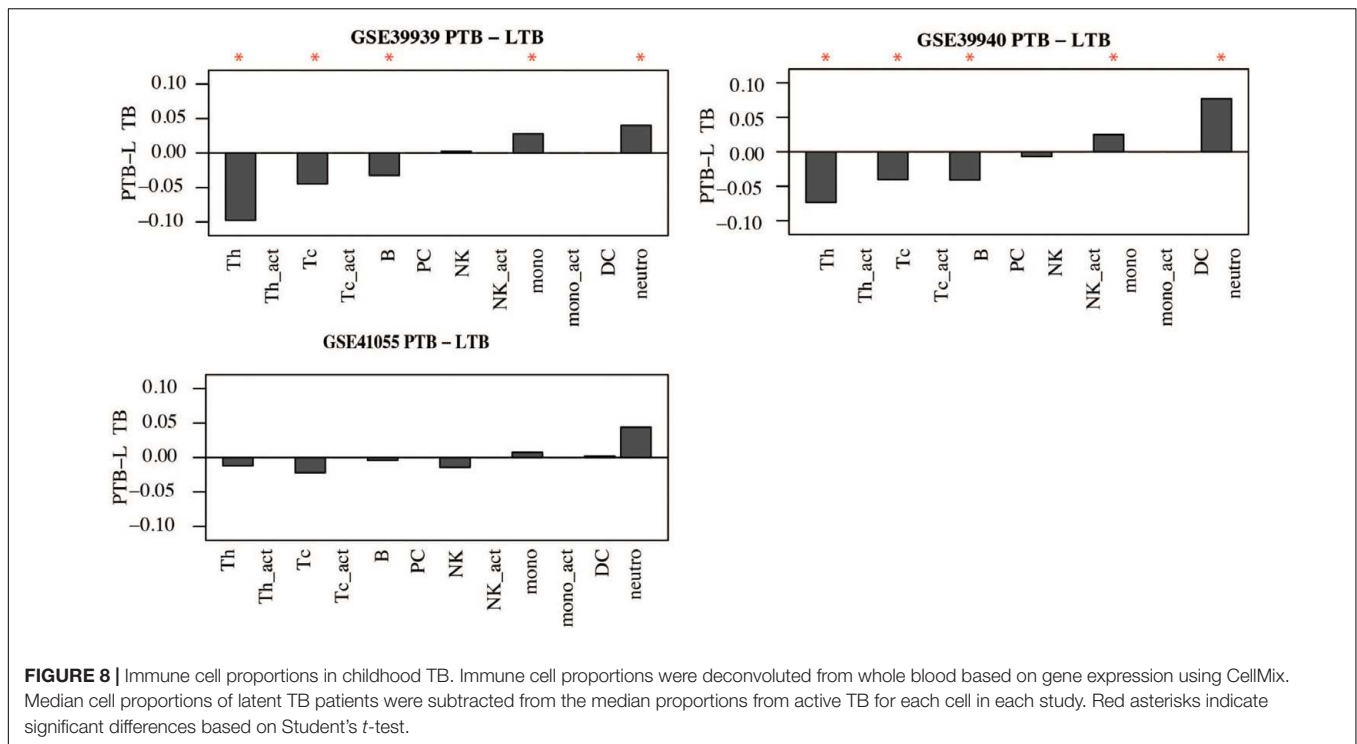 GSE39939 PTB – LTB
* * * * *
0.10
0.05
0.00
–0.05
–0.10
PTB–L TB
Th
Th_act
Tc
Tc_act
B
PC
NK
NK_act
mono
mono_act
DC
neutro
GSE39940 PTB – LTB
* * * * *
0.10
0.05
0.00
–0.05
–0.10
PTB–L TB
Th
Th_act
Tc
Tc_act
B
PC
NK
NK_act
mono
mono_act
DC
neutro
GSE41055 PTB – LTB
0.10
0.05
0.00
–0.05
–0.10
PTB–L TB
Th
Th_act
Tc
Tc_act
B
PC
NK
NK_act
mono
mono_act
DC
neutro
FIGURE 8 | Immune cell proportions in childhood TB. Immune cell proportions were deconvoluted from whole blood based on gene expression using CellMix.
Median cell proportions of latent TB patients were subtracted from the median proportions from active TB for each cell in each study. Red asterisks indicate
significant differences based on Student's t-test.